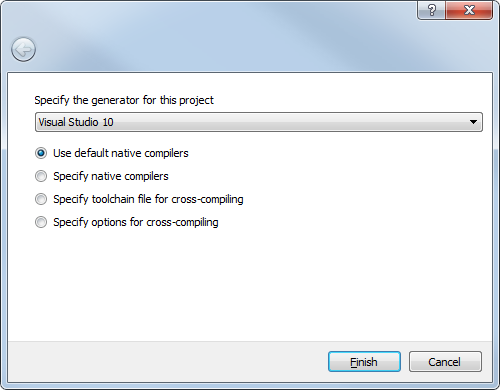 Specify the generator for this project
Visual Studio 10
Use default native compilers
Specify native compilers
Specify toolchain file for cross-compiling
Specify options for cross-compiling
Finish
Cancel